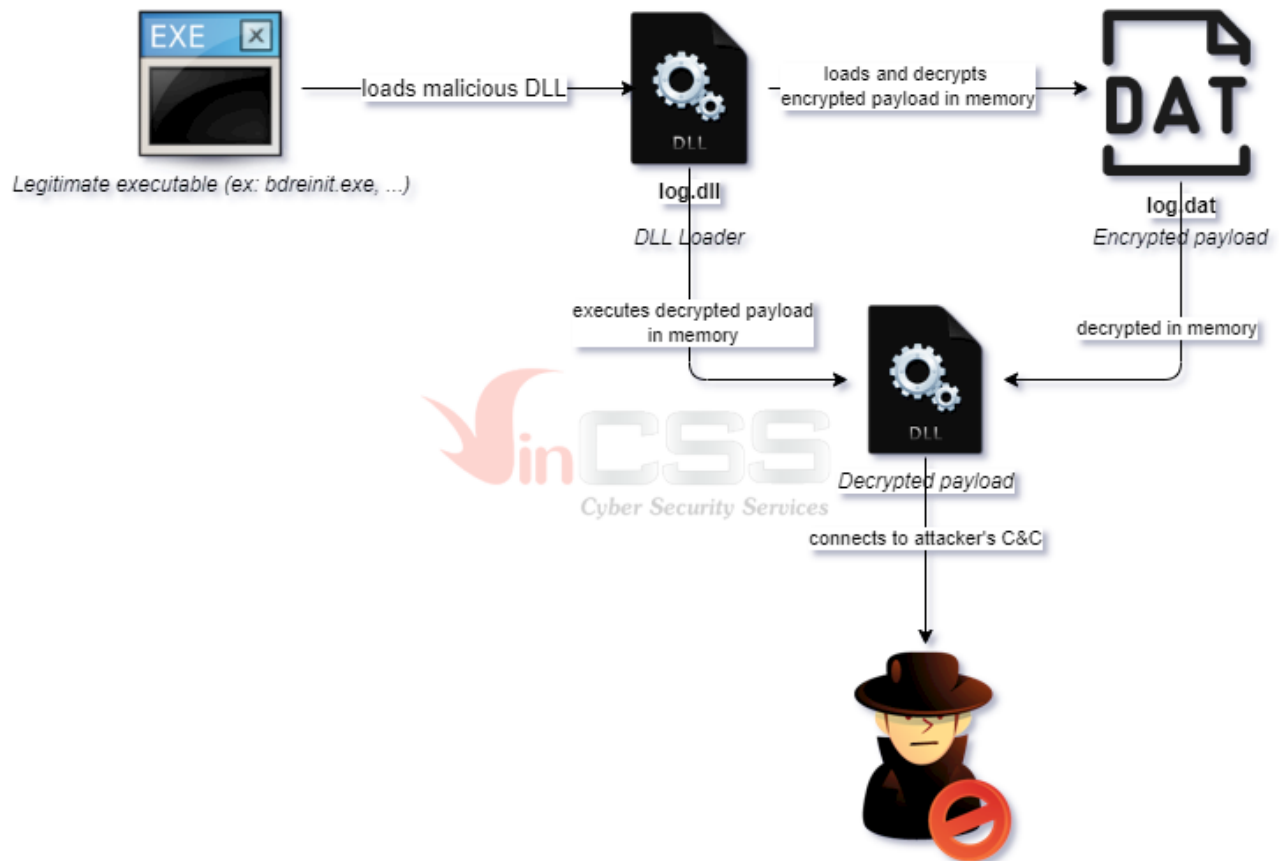 EXE
loads malicious DLL
DLL
loads and decrypts
encrypted payload in memory
DAT
Legitimate executable (ex: bdreinit.exe, ...)
log.dll
DLL Loader
log.dat
Encrypted payload
executes decrypted payload
in memory
decrypted in memory
DLL
VinCSS
Cyber Security Services
Decrypted payload
connects to attacker's C&C